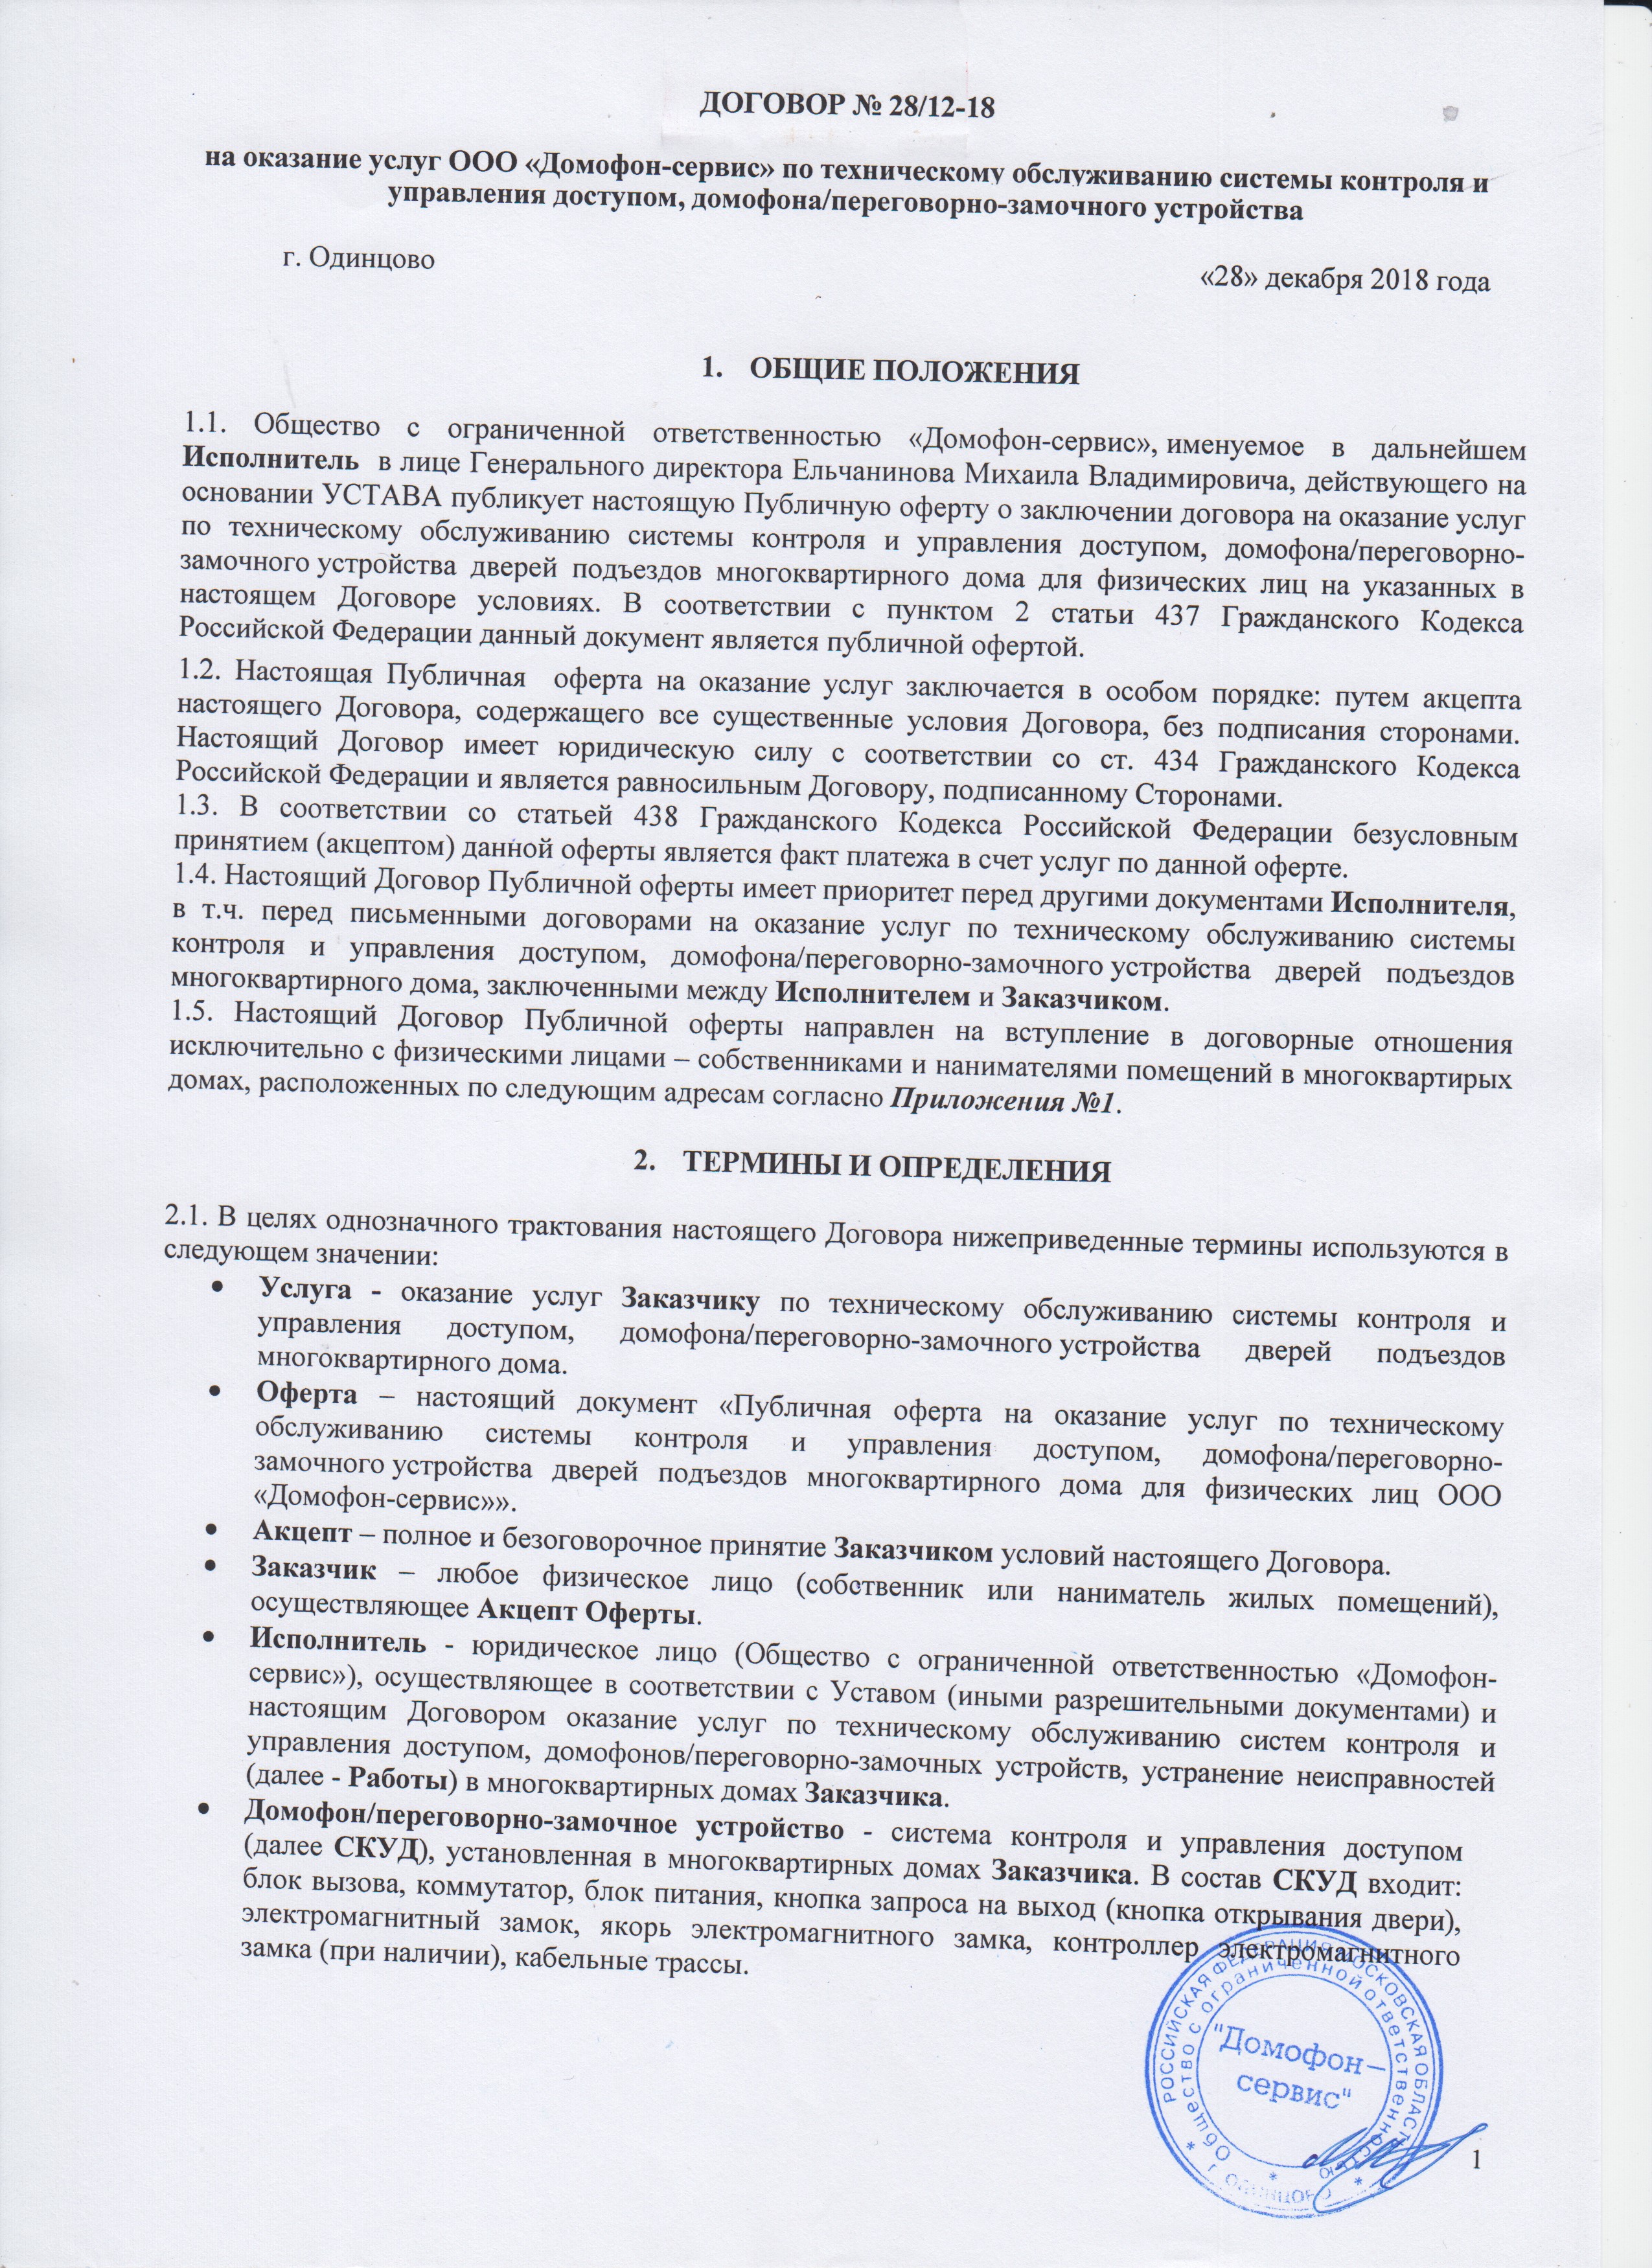 ДОГОВОР № 28/12-18
на оказание услуг ООО «Домофон-сервис» по техническому обслуживанию системы контроля и
управления доступом, домофона/переговорно-замочного устройства
г. Одинцово
«28» декабря 2018 года
1. ОБЩИЕ ПОЛОЖЕНИЯ
1.1. Общество с ограниченной ответственностью «Домофон-сервис», именуемое в дальнейшем
Исполнитель в лице Генерального директора Ельчанинова Михаила Владимировича, действующего на
основании УСТАВА публикует настоящую Публичную оферту о заключении договора на оказание услуг
по техническому обслуживанию системы контроля и управления доступом, домофона/переговорно-
замочного устройства дверей подъездов многоквартирного дома для физических лиц на указанных в
настоящем Договоре условиях. В соответствии с пунктом 2 статьи 437 Гражданского Кодекса
Российской Федерации данный документ является публичной офертой.
1.2. Настоящая Публичная оферта на оказание услуг заключается в особом порядке: путем акцепта
настоящего Договора, содержащего все существенные условия Договора, без подписания сторонами.
Настоящий Договор имеет юридическую силу с соответствии со ст. 434 Гражданского Кодекса
Российской Федерации и является равносильным Договору, подписанному Сторонами.
1.3. В соответствии со статьей 438 Гражданского Кодекса Российской Федерации безусловным
принятием (акцептом) данной оферты является факт платежа в счет услуг по данной оферте.
1.4. Настоящий Договор Публичной оферты имеет приоритет перед другими документами Исполнителя,
в т.ч. перед письменными договорами на оказание услуг по техническому обслуживанию системы
контроля и управления доступом, домофона/переговорно-замочного устройства дверей подъездов
многоквартирного дома, заключенными между Исполнителем и Заказчиком.
1.5. Настоящий Договор Публичной оферты направлен на вступление в договорные отношения
исключительно с физическими лицами – собственниками и нанимателями помещений в многоквартирых
домах, расположенных по следующим адресам согласно Приложения №1.
2. ТЕРМИНЫ И ОПРЕДЕЛЕНИЯ
2.1. В целях однозначного трактования настоящего Договора нижеприведенные термины используются в
следующем значении:
• Услуга - оказание услуг Заказчику по техническому обслуживанию системы контроля и
управления доступом, домофона/переговорно-замочного устройства дверей подъездов
многоквартирного дома.
• Оферта – настоящий документ «Публичная оферта на оказание услуг по техническому
обслуживанию системы контроля и управления доступом, домофона/переговорно-
замочного устройства дверей подъездов многоквартирного дома для физических лиц ООО
«Домофон-сервис»».
• Акцепт – полное и безоговорочное принятие Заказчиком условий настоящего Договора.
• Заказчик – любое физическое лицо (собственник или наниматель жилых помещений),
осуществляющее Акцепт Оферты.
• Исполнитель - юридическое лицо (Общество с ограниченной ответственностью «Домофон-
сервис»), осуществляющее в соответствии с Уставом (иными разрешительными документами) и
настоящим Договором оказание услуг по техническому обслуживанию систем контроля и
управления доступом, домофонов/переговорно-замочных устройств, устранение неисправностей
(далее - Работы) в многоквартирных домах Заказчика.
• Домофон/переговорно-замочное устройство - система контроля и управления доступом
(далее СКУД), установленная в многоквартирных домах Заказчика. В состав СКУД входит:
блок вызова, коммутатор, блок питания, кнопка запроса на выход (кнопка открывания двери),
электромагнитный замок, якорь электромагнитного замка, контроллер электромагнитного
замка (при наличии), кабельные трассы.
РОССИЙСКАЯ ФЕДЕРАЦИЯ МОСКОВСКАЯ ОБЛАСТЬ
* г. Одинцово *
Общество с ограниченной ответственностью *
"Домофон–
сервис"
1